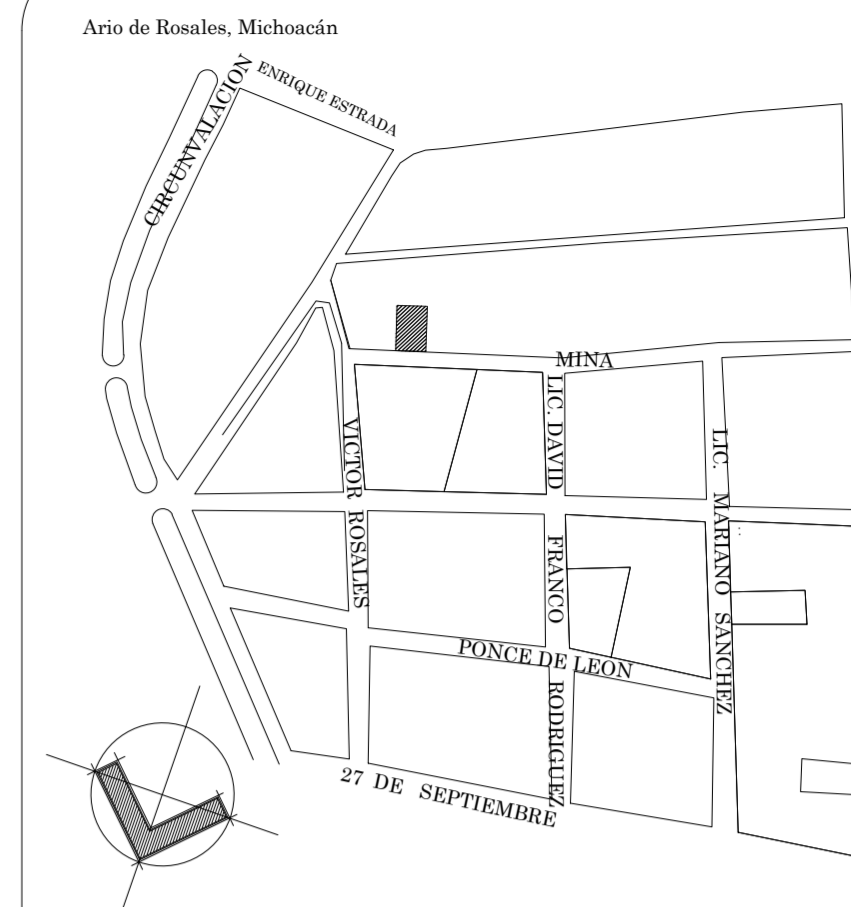 Ario de Rosales, Michoacán
ENRIQUE ESTRADA
CIRCUNVALACION
MINA
LIC. DAVID FRANCO RODRIGUEZ
VICTOR ROSALES
LIC. MARIANO SANCHEZ
PONCE DE LEON
27 DE SEPTIEMBRE